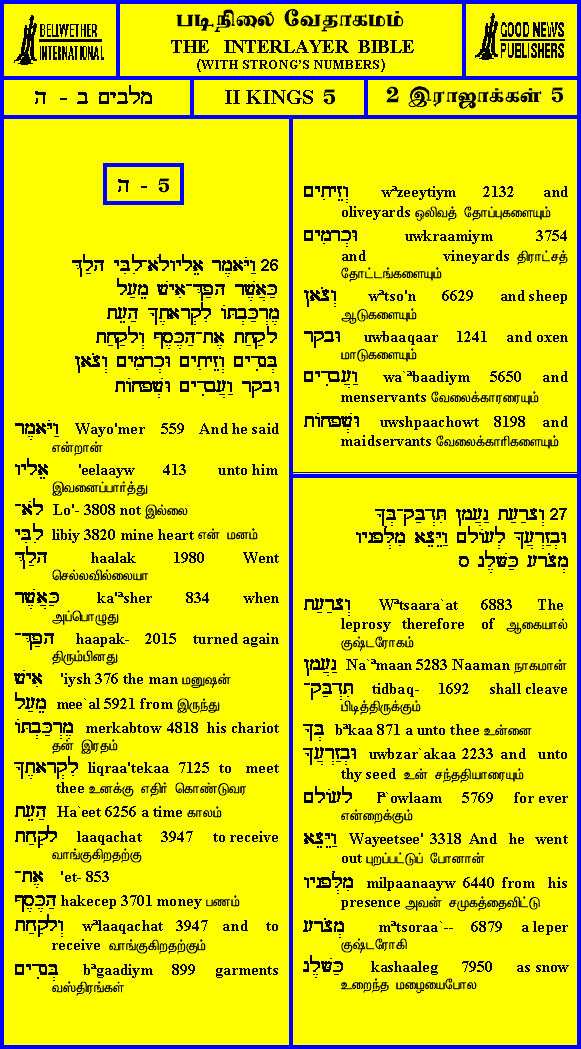 BELLWETHER
INTERNATIONAL
படிநிலை வேதாகமம்
THE INTERLAYER BIBLE
(WITH STRONG'S NUMBERS)
GOOD NEWS
PUBLISHERS
מלבים ב - ה
II KINGS 5
2 இராஜாக்கள் 5
5 - ה
26 וַיֹּאמֶר אֵלָיו לֹא־לִבִּי הָלַךְ
כַּאֲשֶׁר הָפַךְ־אִישׁ מֵעַל
מֶרְכַּבְתּוֹ לִקְרָאתֶךָ הַעֵת
לָקַחַת אֶת־הַכֶּסֶף וְלָקַחַת
בְּגָדִים וְזֵיתִים וּכְרָמִים וְצֹאן
וּבָקָר וַעֲבָדִים וּשְׁפָחוֹת
וַיֹּאמֶר Wayo'mer 559 And he said
என்றான்
אֵלָיו 'eelaayw 413 unto him
இவனைப்பார்த்து
לֹא־ Lo'- 3808 not இல்லை
לִבִּי libiy 3820 mine heart என் மனம்
הָלַךְ haalak 1980 Went
செல்லவில்லையா
כַּאֲשֶׁר ka'ªsher 834 when
அப்பொழுது
הָפַךְ־ haapak- 2015 turned again
திரும்பினது
אִישׁ 'iysh 376 the man மனுஷன்
מֵעַל mee`al 5921 from இருந்து
מֶרְכַּבְתּוֹ merkabtow 4818 his chariot
தன் இரதம்
לִקְרָאתֶךָ liqraa'tekaa 7125 to meet
thee உனக்கு எதிர் கொண்டுவர
הַעֵת Ha`eet 6256 a time காலம்
לָקַחַת laaqachat 3947 to receive
வாங்குகிறதற்கு
אֶת־ 'et- 853
הַכֶּסֶף hakecep 3701 money பணம்
וְלָקַחַת wªlaaqachat 3947 and to
receive வாங்குகிறதற்கும்
בְּגָדִים bªgaadiym 899 garments
வஸ்திரங்கள்
וְזֵיתִים wªzeeytiym 2132 and
oliveyards ஒலிவத் தோப்புகளையும்
וּכְרָמִים uwkraamiym 3754
and vineyards திராட்சத்
தோட்டங்களையும்
וְצֹאן wªtso'n 6629 and sheep
ஆடுகளையும்
וּבָקָר uwbaaqaar 1241 and oxen
மாடுகளையும்
וַעֲבָדִים wa`ªbaadiym 5650 and
menservants வேலைக்காரரையும்
וּשְׁפָחוֹת uwshpaachowt 8198 and
maidservants வேலைக்காரிகளையும்
27 וְצָרַעַת נַעֲמָן תִּדְבַּק־בְּךָ
וּבְזַרְעֲךָ לְעוֹלָם וַיֵּצֵא מִלְּפָנָיו
מְצֹרָע כַּשָּׁלֶג ס
וְצָרַעַת Wªtsaara`at 6883 The
leprosy therefore of ஆகையால்
குஷ்டரோகம்
נַעֲמָן Na`ªmaan 5283 Naaman நாகமான்
תִּדְבַּק־ tidbaq- 1692 shall cleave
பிடித்திருக்கும்
בְּךָ bªkaa 871 a unto thee உன்னை
וּבְזַרְעֲךָ uwbzar`akaa 2233 and unto
thy seed உன் சந்ததியாரையும்
לְעוֹלָם lª`owlaam 5769 for ever
என்றைக்கும்
וַיֵּצֵא Wayeetsee' 3318 And he went
out புறப்பட்டுப் போனான்
מִלְּפָנָיו milpaanaayw 6440 from his
presence அவன் சமுகத்தைவிட்டு
מְצֹרָע mªtsoraa`-- 6879 a leper
குஷ்டரோகி
כַּשָּׁלֶג kashaaleg 7950 as snow
உறைந்த மழையைபோல